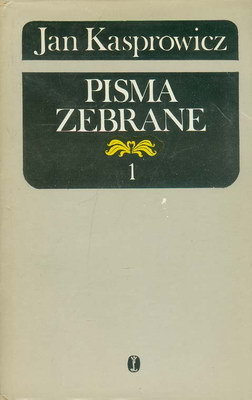 Jan Kasprowicz
PISMA
ZEBRANE
1